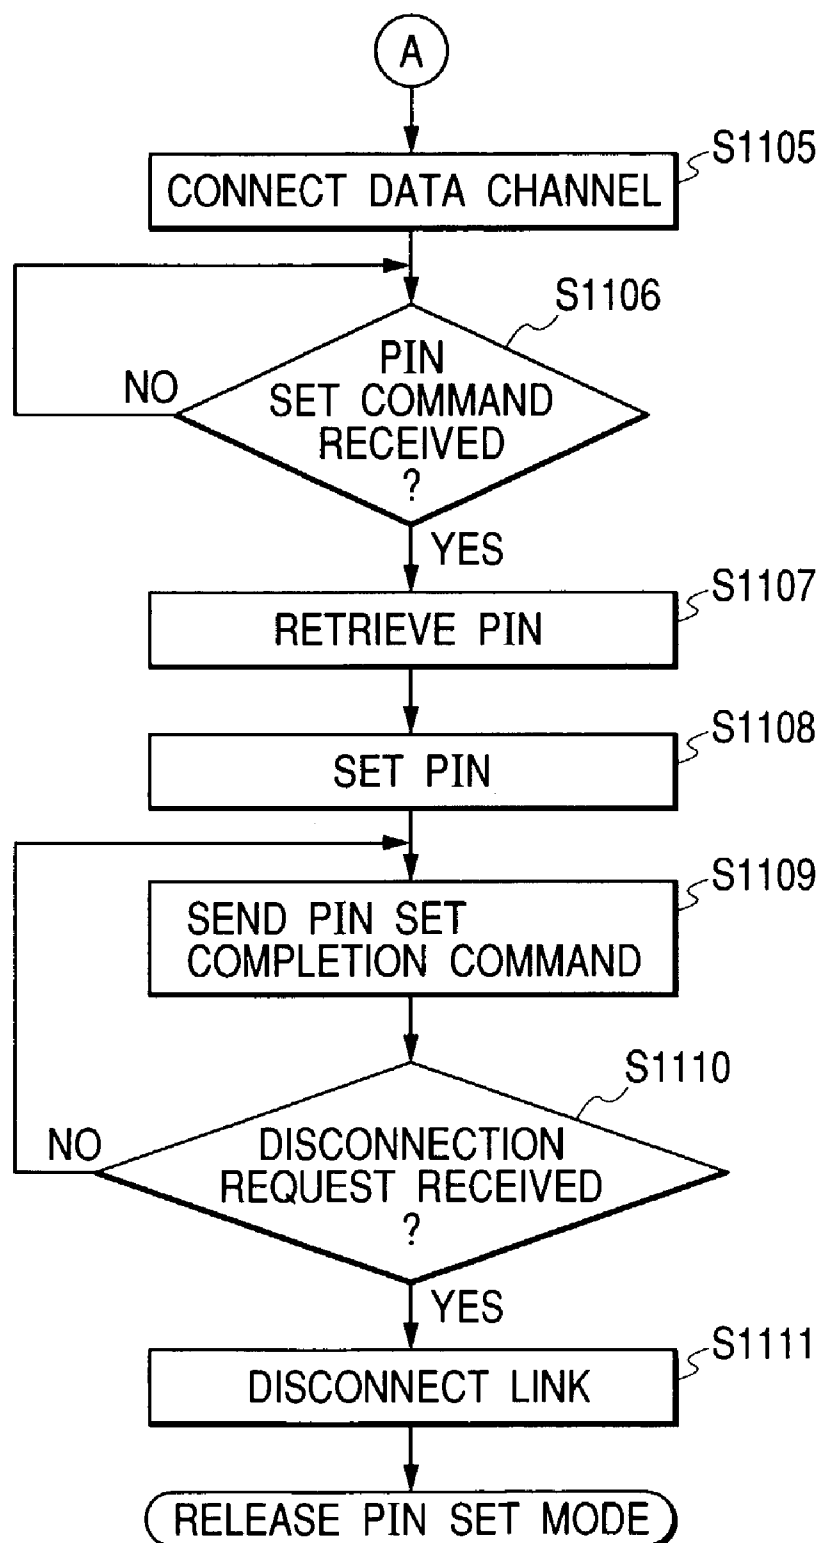 A
S1105
CONNECT DATA CHANNEL
S1106
PIN
SET COMMAND
RECEIVED
?
NO
YES
S1107
RETRIEVE PIN
S1108
SET PIN
S1109
SEND PIN SET
COMPLETION COMMAND
S1110
DISCONNECTION
REQUEST RECEIVED
?
NO
YES
S1111
DISCONNECT LINK
RELEASE PIN SET MODE